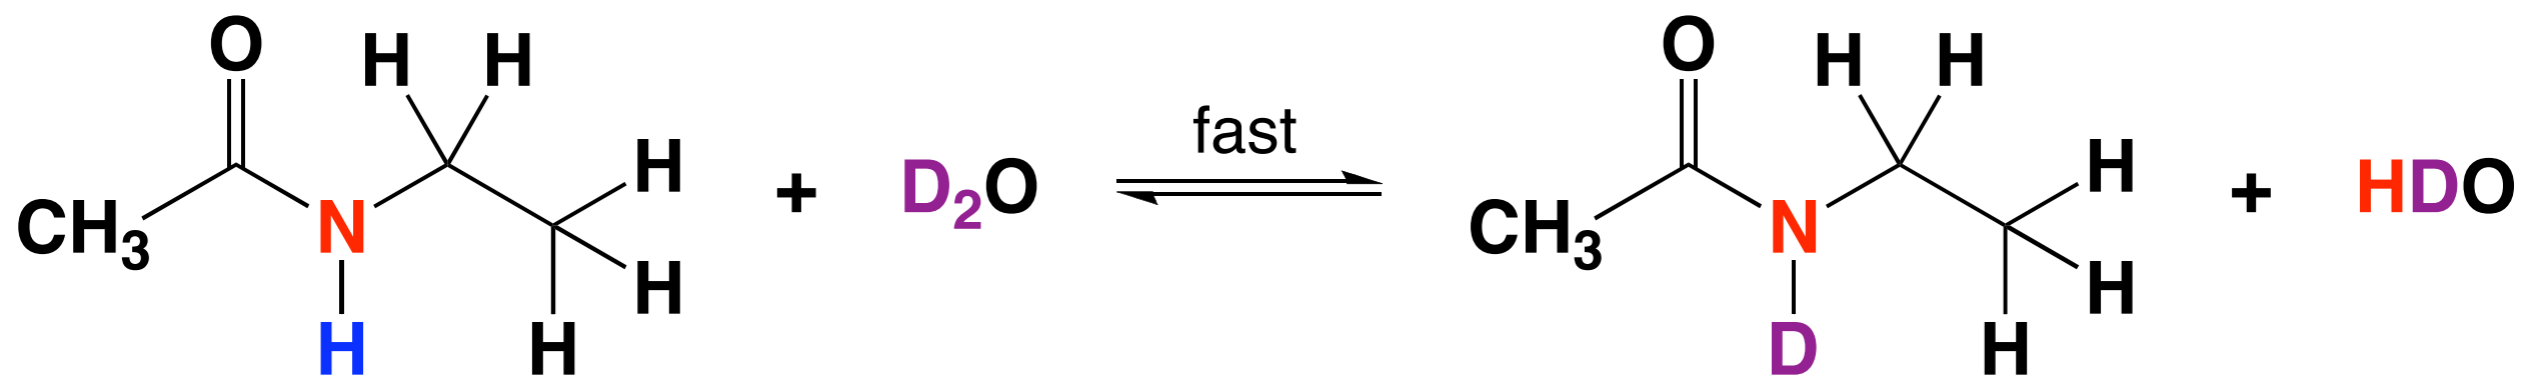 O H H H CH3 N H H H + D2O fast O H H H CH3 N H D H + HDO